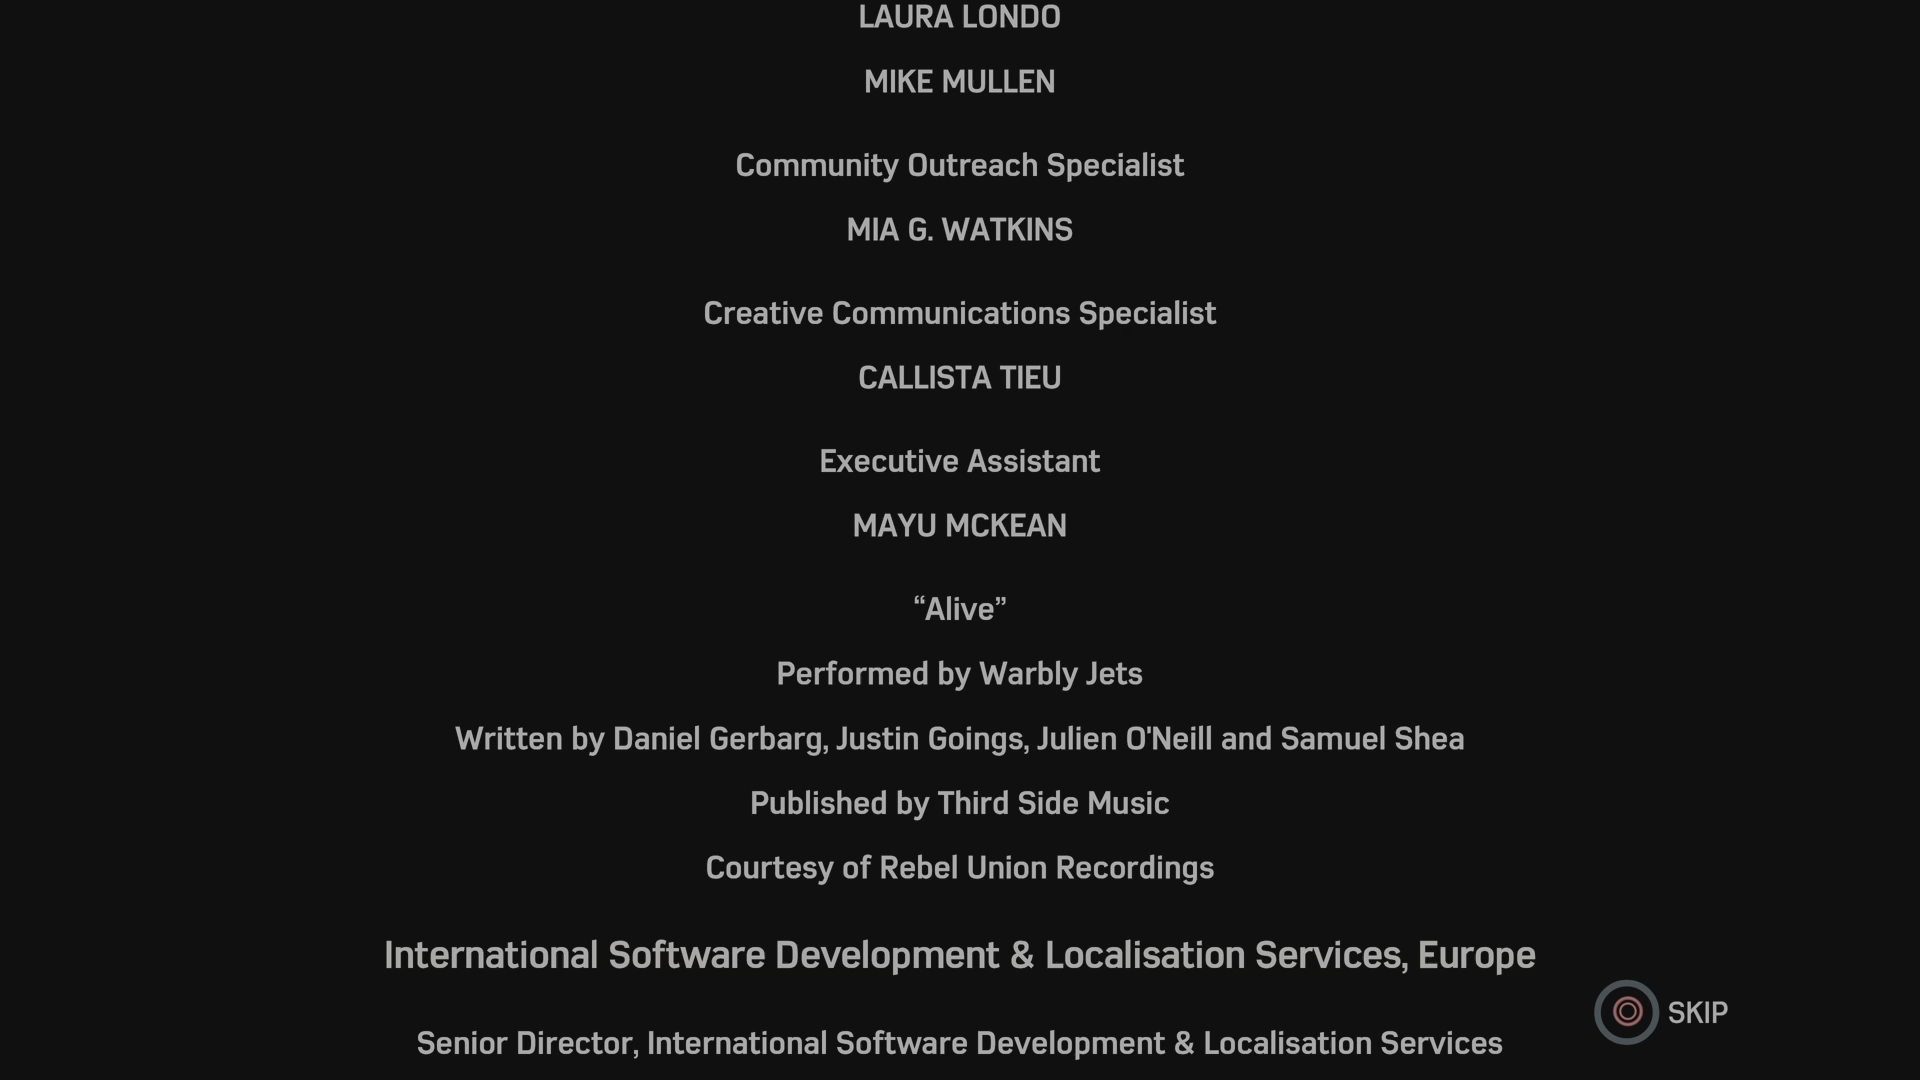 LAURA LONDO
MIKE MULLEN
Community Outreach Specialist
MIA G. WATKINS
Creative Communications Specialist
CALLISTA TIEU
Executive Assistant
MAYU MCKEAN
“Alive”
Performed by Warbly Jets
Written by Daniel Gerbarg, Justin Goings, Julien O'Neill and Samuel Shea
Published by Third Side Music
Courtesy of Rebel Union Recordings
International Software Development & Localisation Services, Europe
SKIP
Senior Director, International Software Development & Localisation Services